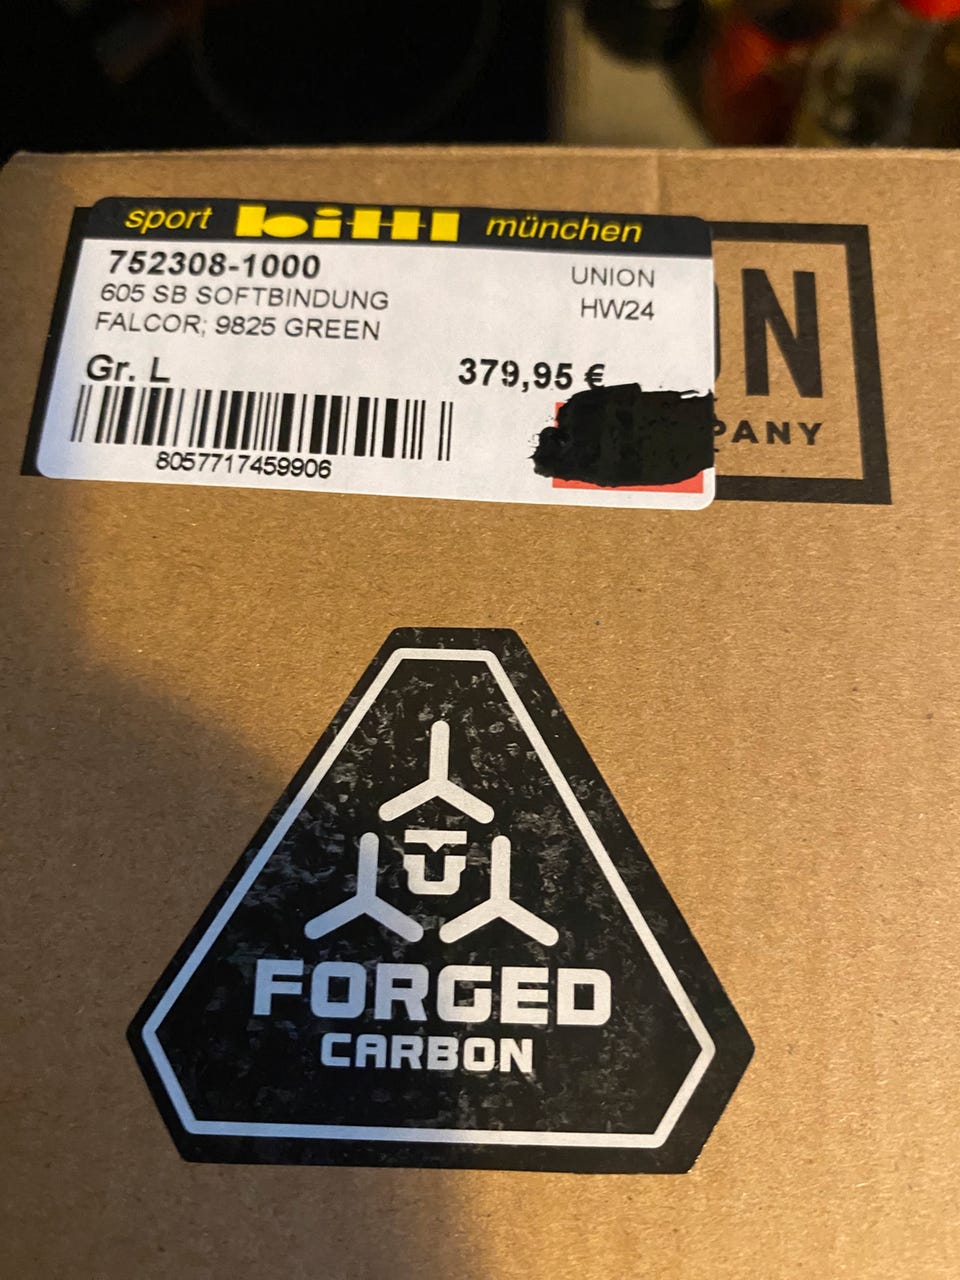 sport bittl münchen
752308-1000
UNION
605 SB SOFTBINDUNG
HW24
FALCOR; 9825 GREEN
Gr. L
379,95 €
8057717459906
N
PANY
U
FORGED
CARBON